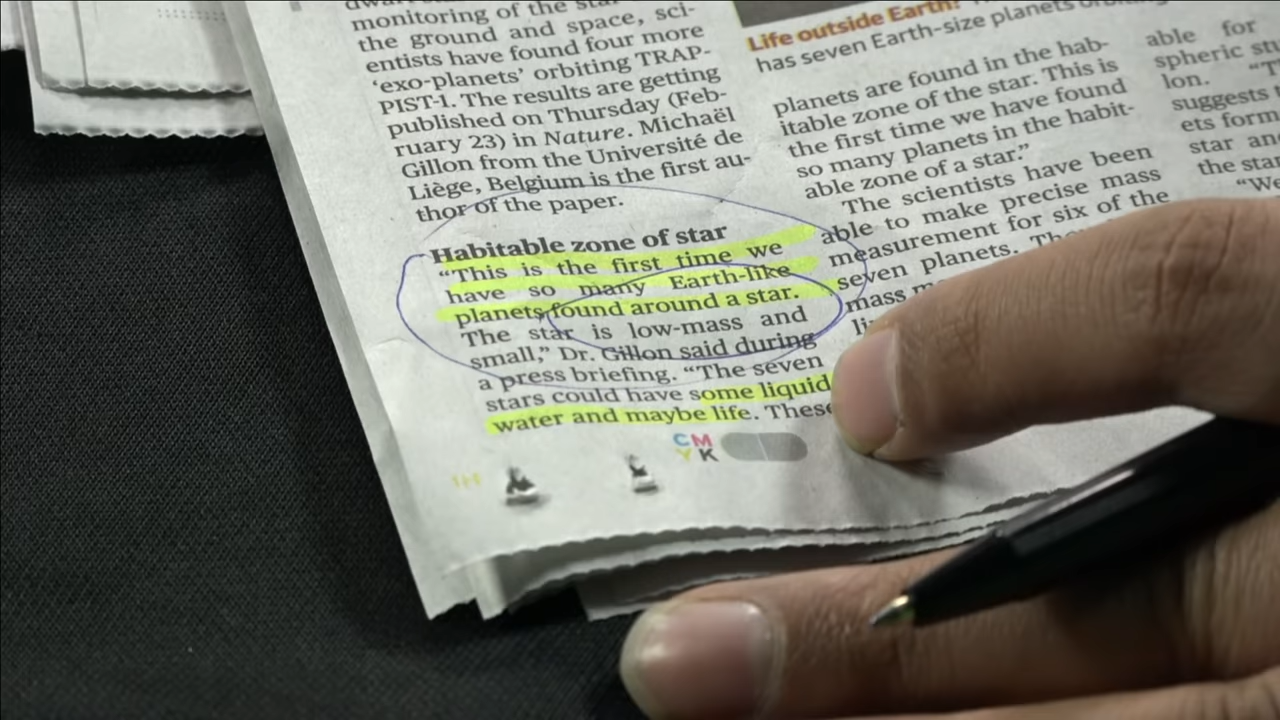 monitoring of the star
the ground and space, sci-
entists have found four more
‘exo-planets’ orbiting TRAP-
PIST-1. The results are getting
published on Thursday (Feb-
ruary 23) in Nature. Michaël
Gillon from the Université de
Liège, Belgium is the first au-
thor of the paper.
Habitable zone of star
“This is the first time we
have so many Earth-like
planets found around a star.
The star is low-mass and
small,” Dr. Gillon said during
a press briefing. “The seven
stars could have some liquid
water and maybe life. These
CM
YK
Life outside Earth:
has seven Earth-size planets
planets are found in the hab-
itable zone of the star. This is
the first time we have found
so many planets in the habit-
able zone of a star.”
The scientists have been
able to make precise mass
measurement for six of the
seven planets.
mass
able for
spheric
lon.
suggests
ets form
star
the star
“We